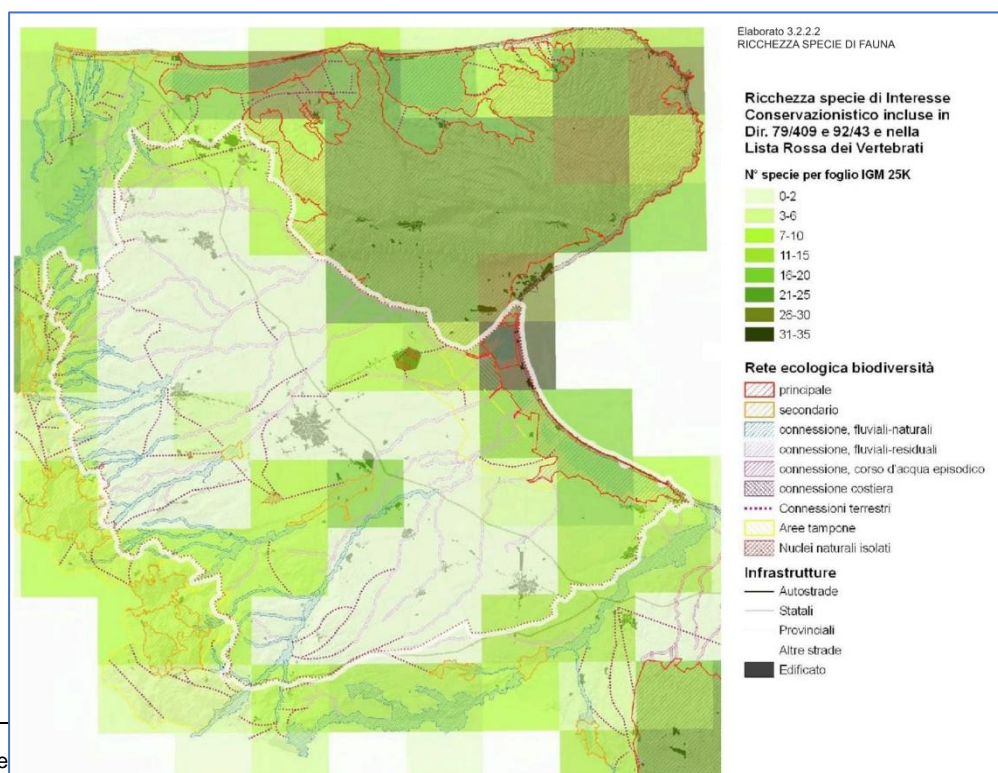 Elaborato 3.2.2.2
RICCHEZZA SPECIE DI FAUNA
Ricchezza specie di Interesse
Conservazionistico incluse in
Dir. 79/409 e 92/43 e nella
Lista Rossa dei Vertebrati
N° specie per foglio IGM 25K
0-2
3-6
7-10
11-15
16-20
21-25
26-30
31-35
Rete ecologica biodiversità
principale
secondario
connessione, fluviali-naturali
connessione, fluviali-residuali
connessione, corso d'acqua episodico
connessione costiera
Connessioni terrestri
Aree tampone
Nuclei naturali isolati
Infrastrutture
Autostrade
Statali
Provinciali
Altre strade
Edificato
e